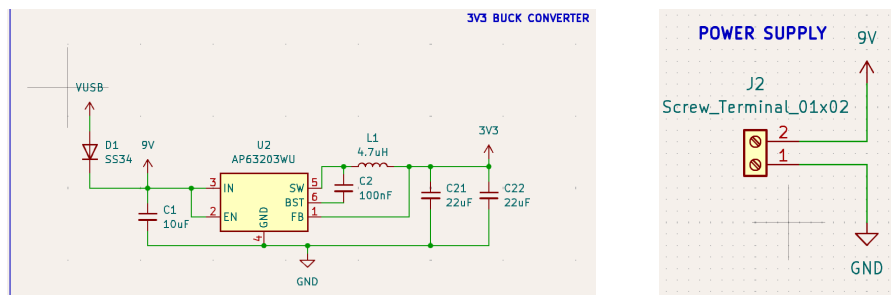 3V3 BUCK CONVERTER
VUSB
D1
SS34
9V
U2
AP63203WU
L1
4.7uH
3V3
3
IN
SW
5
BST
6
2
EN
FB
1
GND
4
C1
10uF
C2
100nF
C21
22uF
C22
22uF
GND
POWER SUPPLY
9V
J2
Screw_Terminal_01x02
2
1
GND